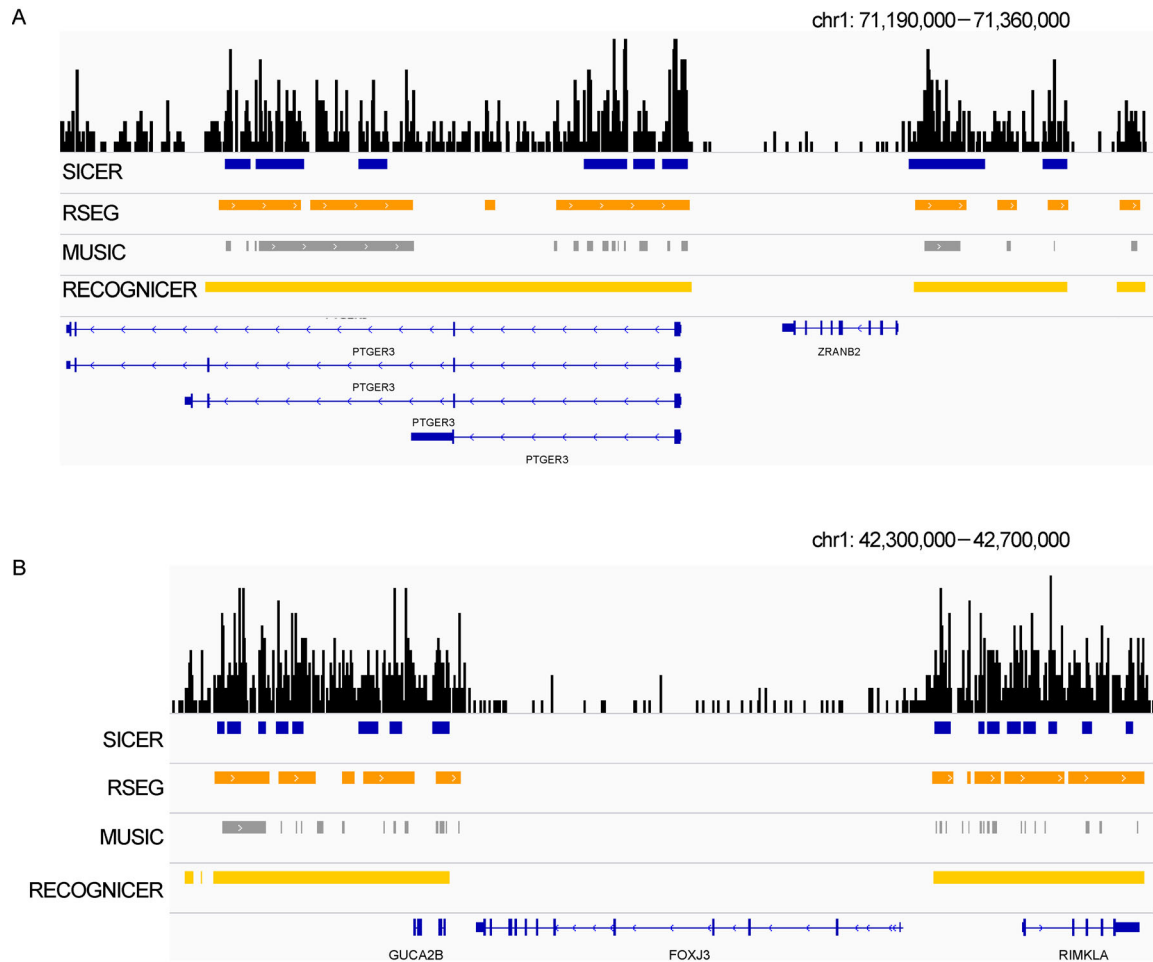 A
chr1: 71,190,000–71,360,000
SICER
RSEG
MUSIC
RECOGNICER
PTGER3
ZRANB2
PTGER3
PTGER3
PTGER3
B
chr1: 42,300,000–42,700,000
SICER
RSEG
MUSIC
RECOGNICER
GUCA2B
FOXJ3
RIMKLA